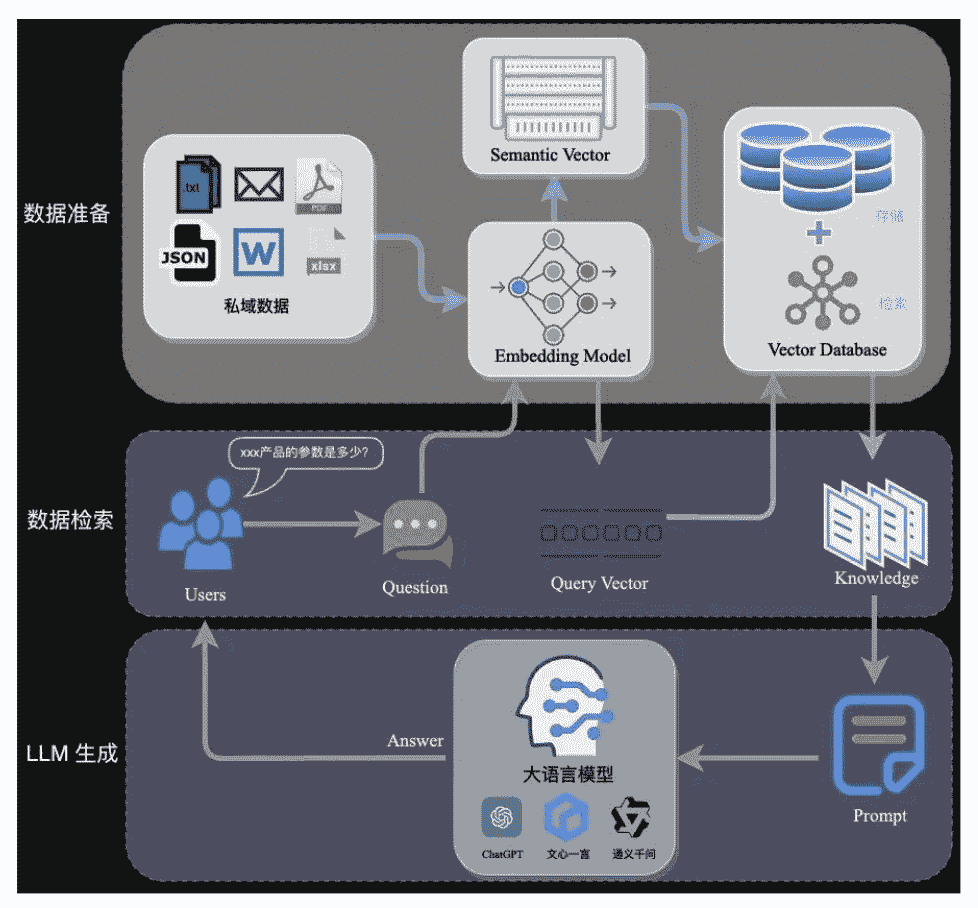 Semantic Vector
数据准备
.txt
PDF
JSON
W
xlsx
私域数据
Embedding Model
存储
检索
Vector Database
数据检索
xxx产品的参数是多少?
Users
Question
Query Vector
Knowledge
LLM 生成
Answer
大语言模型
ChatGPT
文心一言
通义千问
Prompt